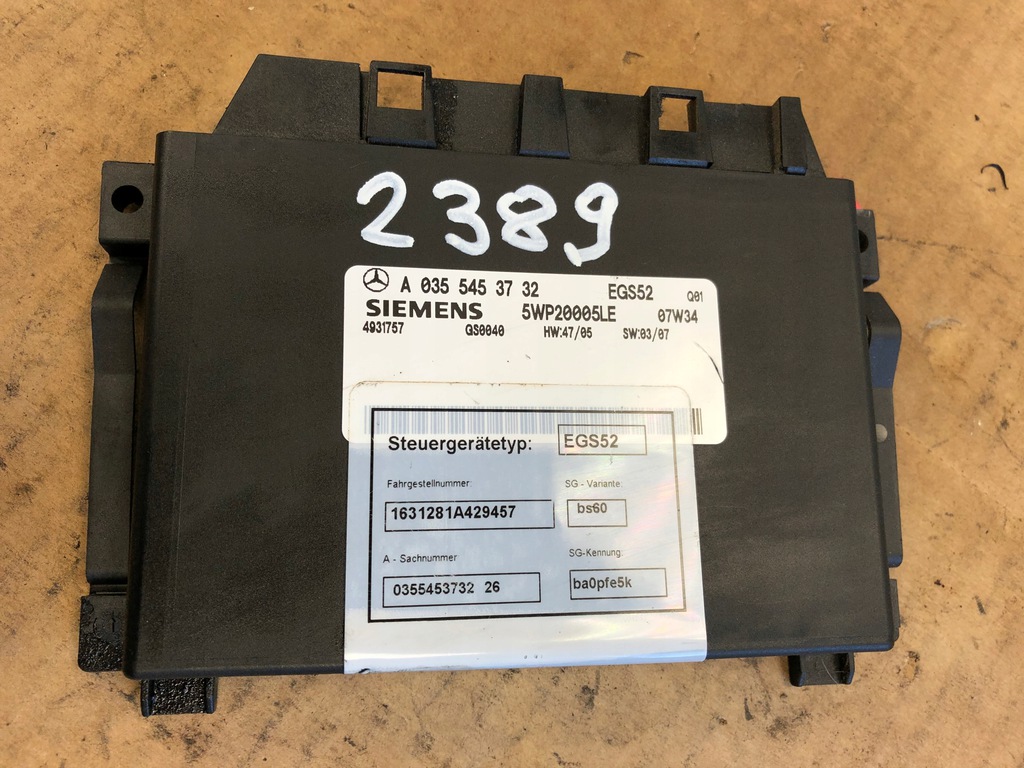 2389
A 035 545 37 32 EGS52 Q01
SIEMENS 5WP20005LE 07W34
4931757 GS0040 HW:47/05 SW:03/07
Steuergerätetyp: EGS52
Fahrgestellnummer: SG - Variante:
1631281A429457 bs60
A - Sachnummer SG-Kennung:
0355453732 26 ba0pfe5k